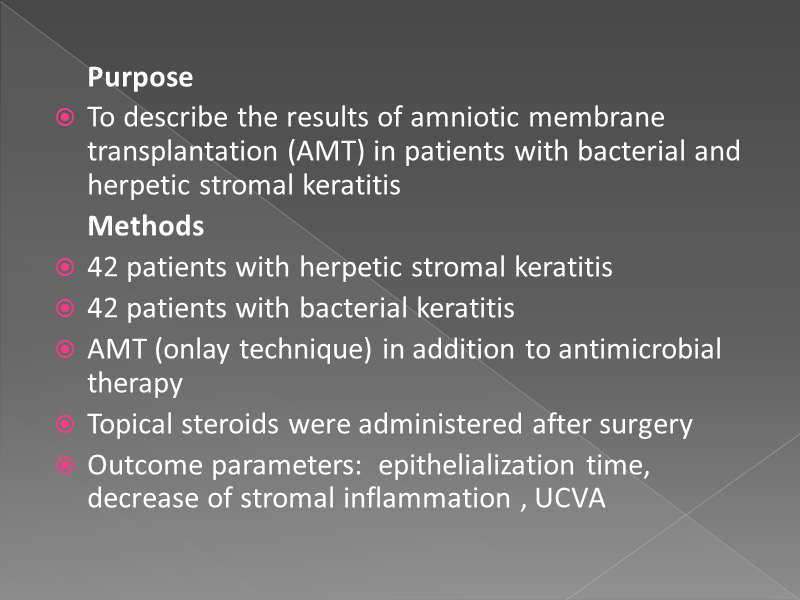 Purpose
To describe the results of amniotic membrane
transplantation (AMT) in patients with bacterial and
herpetic stromal keratitis
Methods
42 patients with herpetic stromal keratitis
42 patients with bacterial keratitis
AMT (onlay technique) in addition to antimicrobial
therapy
Topical steroids were administered after surgery
Outcome parameters:  epithelialization time,
decrease of stromal inflammation , UCVA